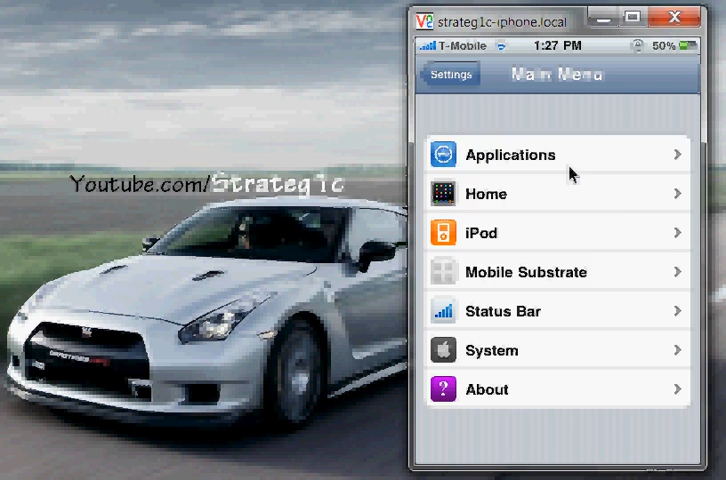 strateg1c-iphone.local
T-Mobile 1:27 PM 50%
Settings Main Menu
Applications
Youtube.com/Strateg1c
Home
iPod
Mobile Substrate
Status Bar
System
? About